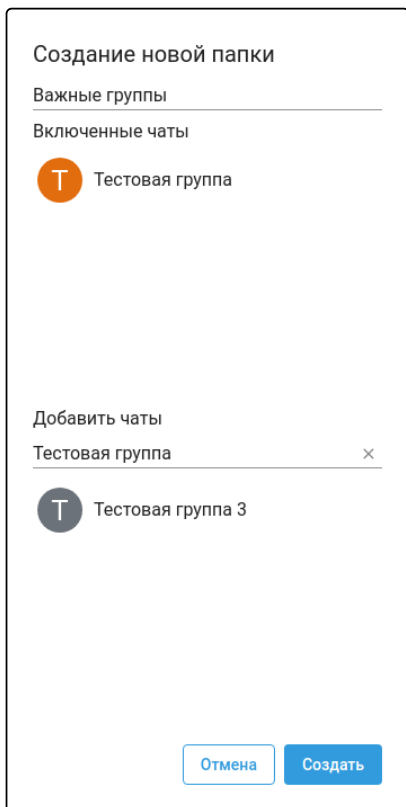 Создание новой папки
Важные группы
Включенные чаты
Т Тестовая группа
Добавить чаты
Тестовая группа ×
Т Тестовая группа 3
Отмена Создать